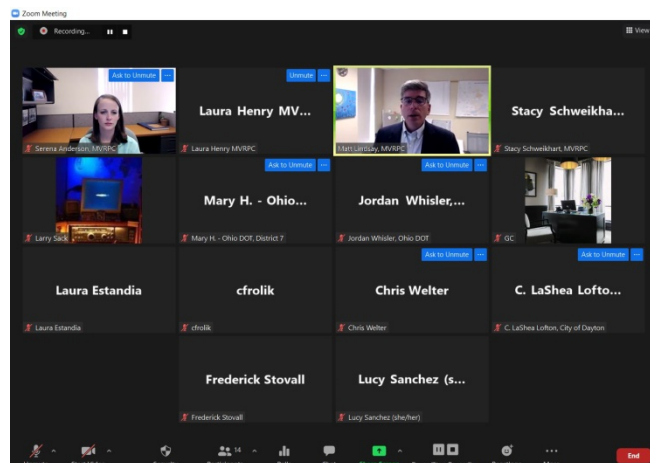 Zoom Meeting
Recording...
View
Ask to Unmute
Serena Anderson, MVRPC
Unmute
Laura Henry MV...
Laura Henry MVRPC
Matt Lindsay, MVRPC
Stacy Schweikha...
Stacy Schweikhart, MVRPC
Larry Sack
Ask to Unmute
Mary H. - Ohio...
Mary H. - Ohio DOT, District 7
Ask to Unmute
Jordan Whisler,...
Jordan Whisler, Ohio DOT
GC
Laura Estandia
Laura Estandia
cfrolik
cfrolik
Ask to Unmute
Chris Welter
Chris Welter
Ask to Unmute
C. LaShea Lofto...
C. LaShea Lofton, City of Dayton
Frederick Stovall
Frederick Stovall
Lucy Sanchez (s...
Lucy Sanchez (she/her)
14
End